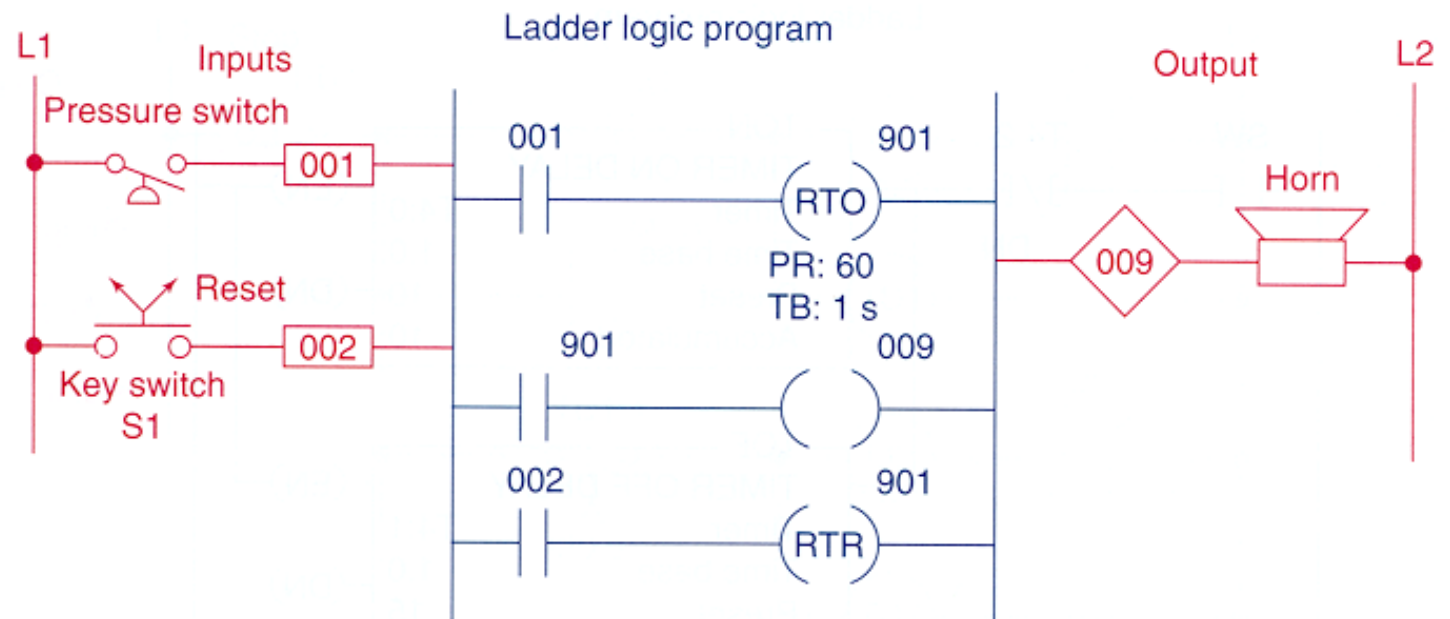 Ladder logic program
L1
Inputs
Output
L2
Pressure switch
001
001
901
RTO
PR: 60
TB: 1 s
Horn
009
Reset
002
Key switch
S1
901
009
002
901
RTR